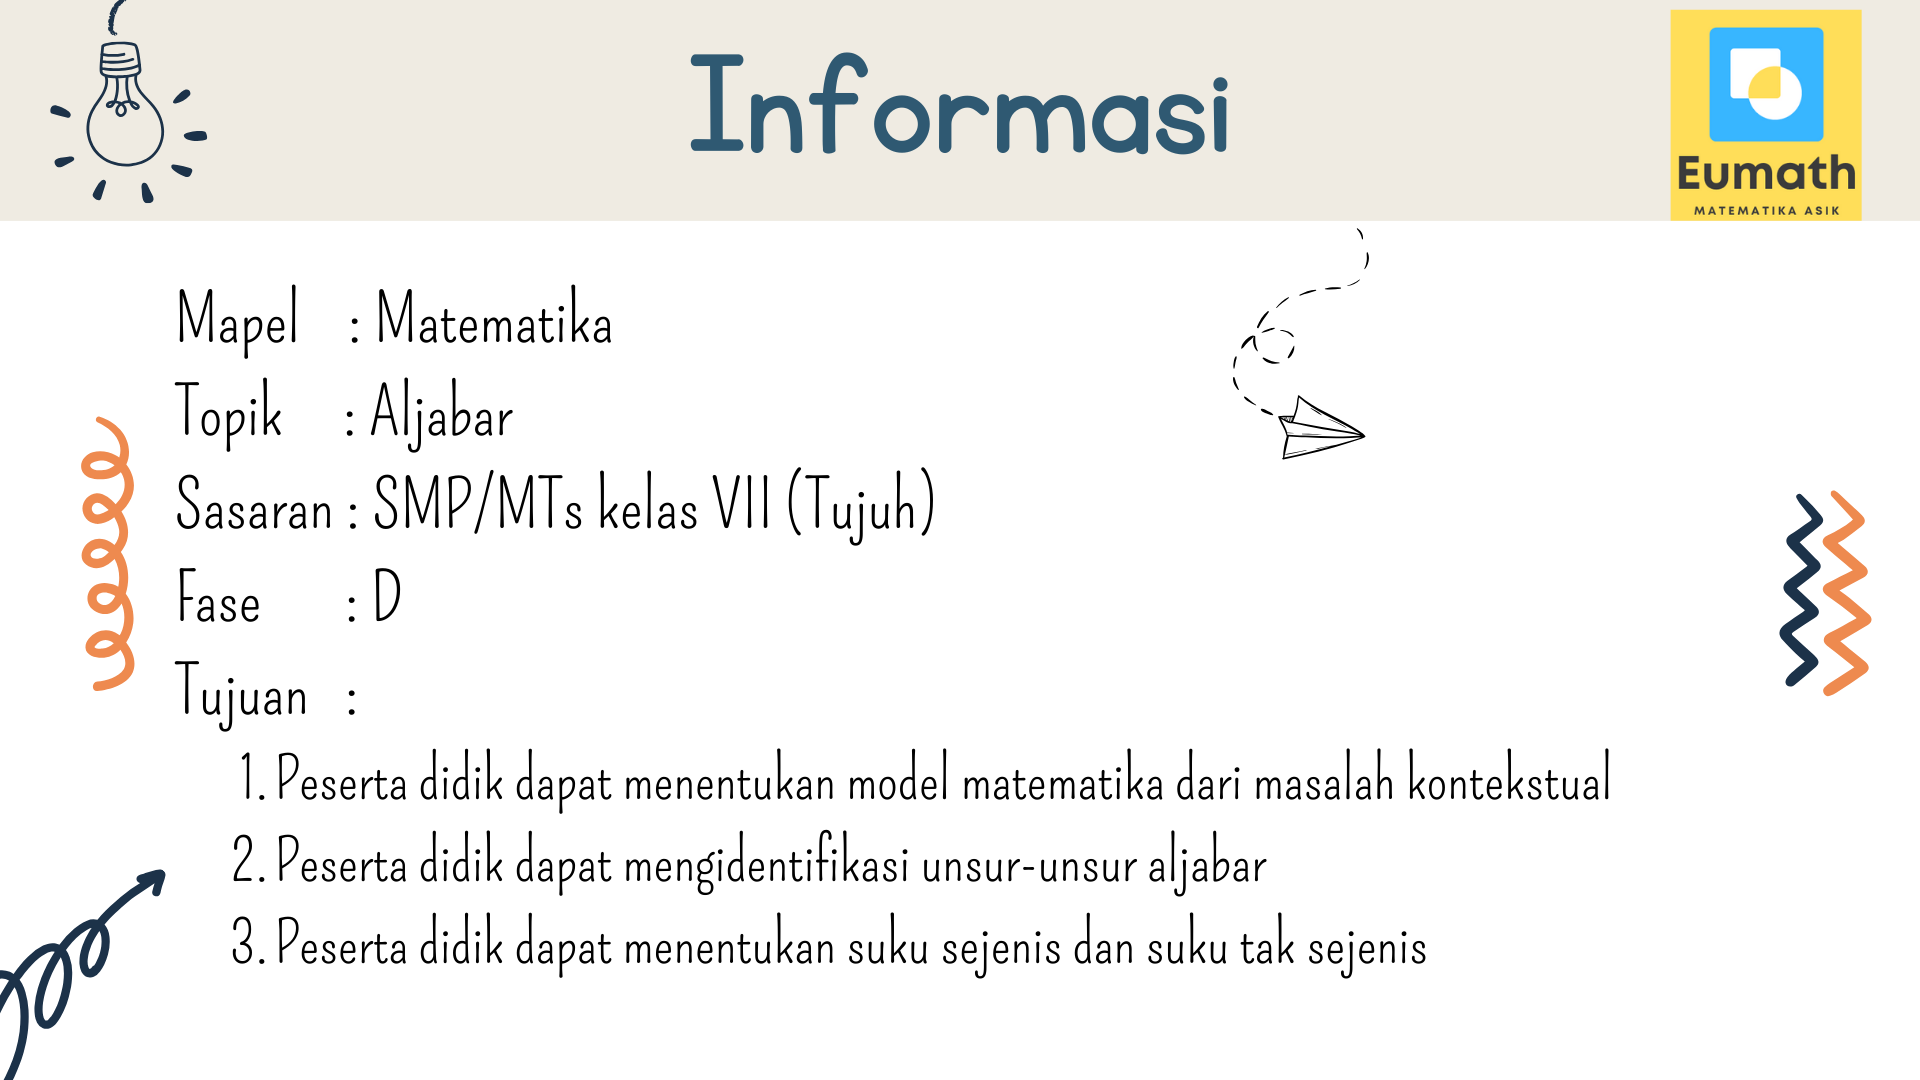 Informasi
Eumath
MATEMATIKA ASIK
Mapel : Matematika
Topik : Aljabar
Sasaran : SMP/MTs kelas VII (Tujuh)
Fase : D
Tujuan :
1. Peserta didik dapat menentukan model matematika dari masalah kontekstual
2. Peserta didik dapat mengidentifikasi unsur-unsur aljabar
3. Peserta didik dapat menentukan suku sejenis dan suku tak sejenis